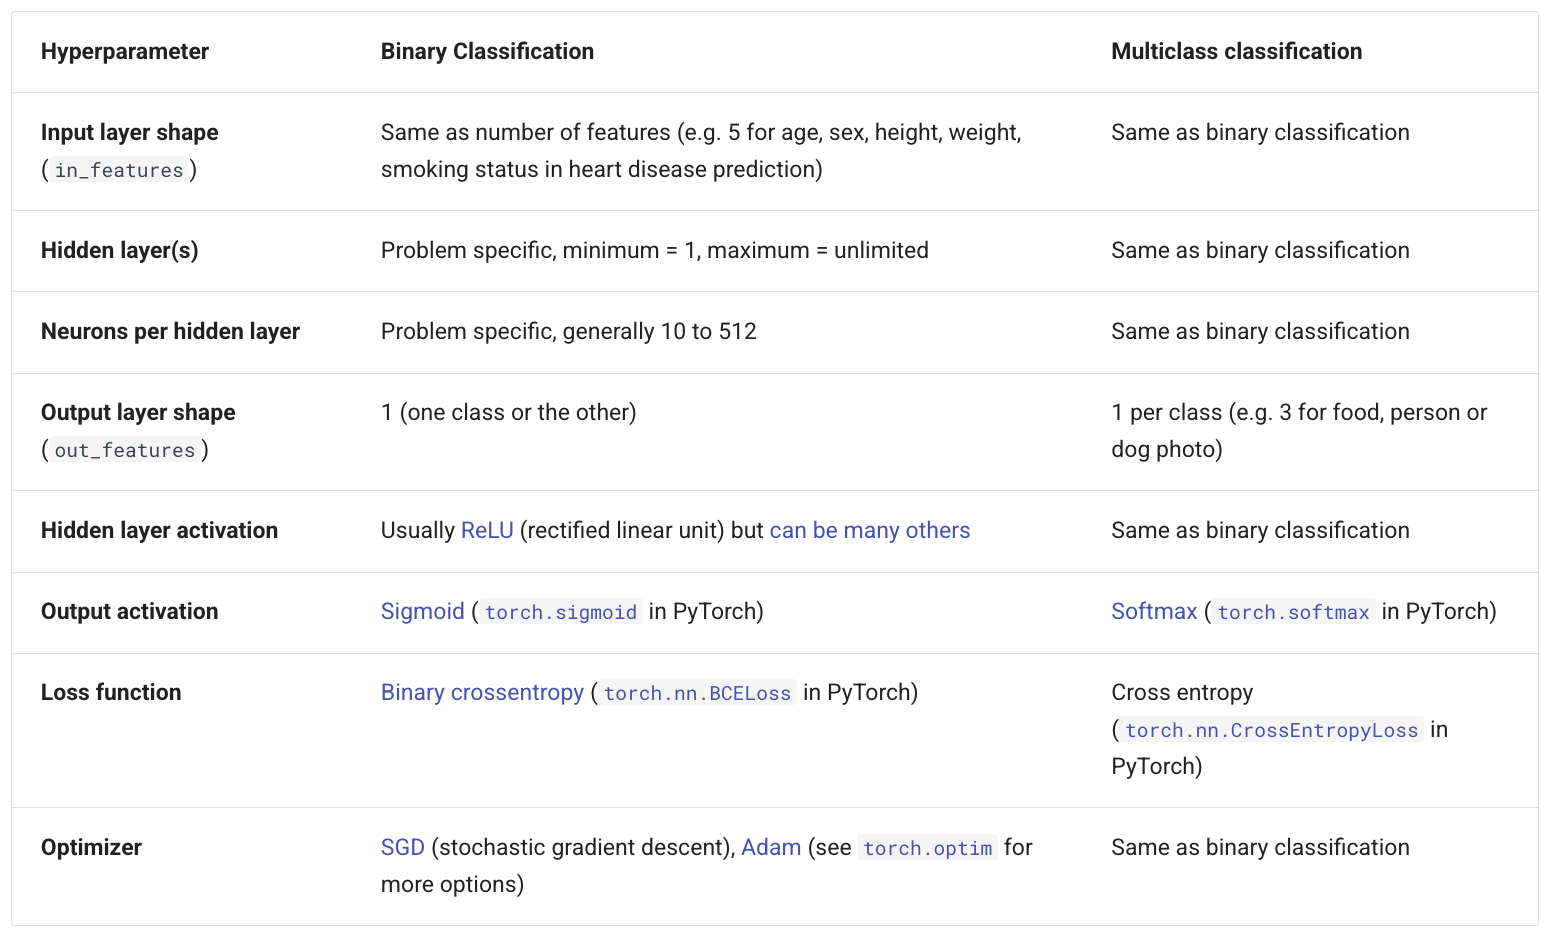 Hyperparameter Binary Classification Multiclass classification
Input layer shape Same as number of features (e.g. 5 for age, sex, height, weight, Same as binary classification
(in_features) smoking status in heart disease prediction)
Hidden layer(s) Problem specific, minimum = 1, maximum = unlimited Same as binary classification
Neurons per hidden layer Problem specific, generally 10 to 512 Same as binary classification
Output layer shape 1 (one class or the other) 1 per class (e.g. 3 for food, person or
(out_features) dog photo)
Hidden layer activation Usually ReLU (rectified linear unit) but can be many others Same as binary classification
Output activation Sigmoid (torch.sigmoid in PyTorch) Softmax (torch.softmax in PyTorch)
Loss function Binary crossentropy (torch.nn.BCELoss in PyTorch) Cross entropy
(torch.nn.CrossEntropyLoss in
PyTorch)
Optimizer SGD (stochastic gradient descent), Adam (see torch.optim for Same as binary classification
more options)